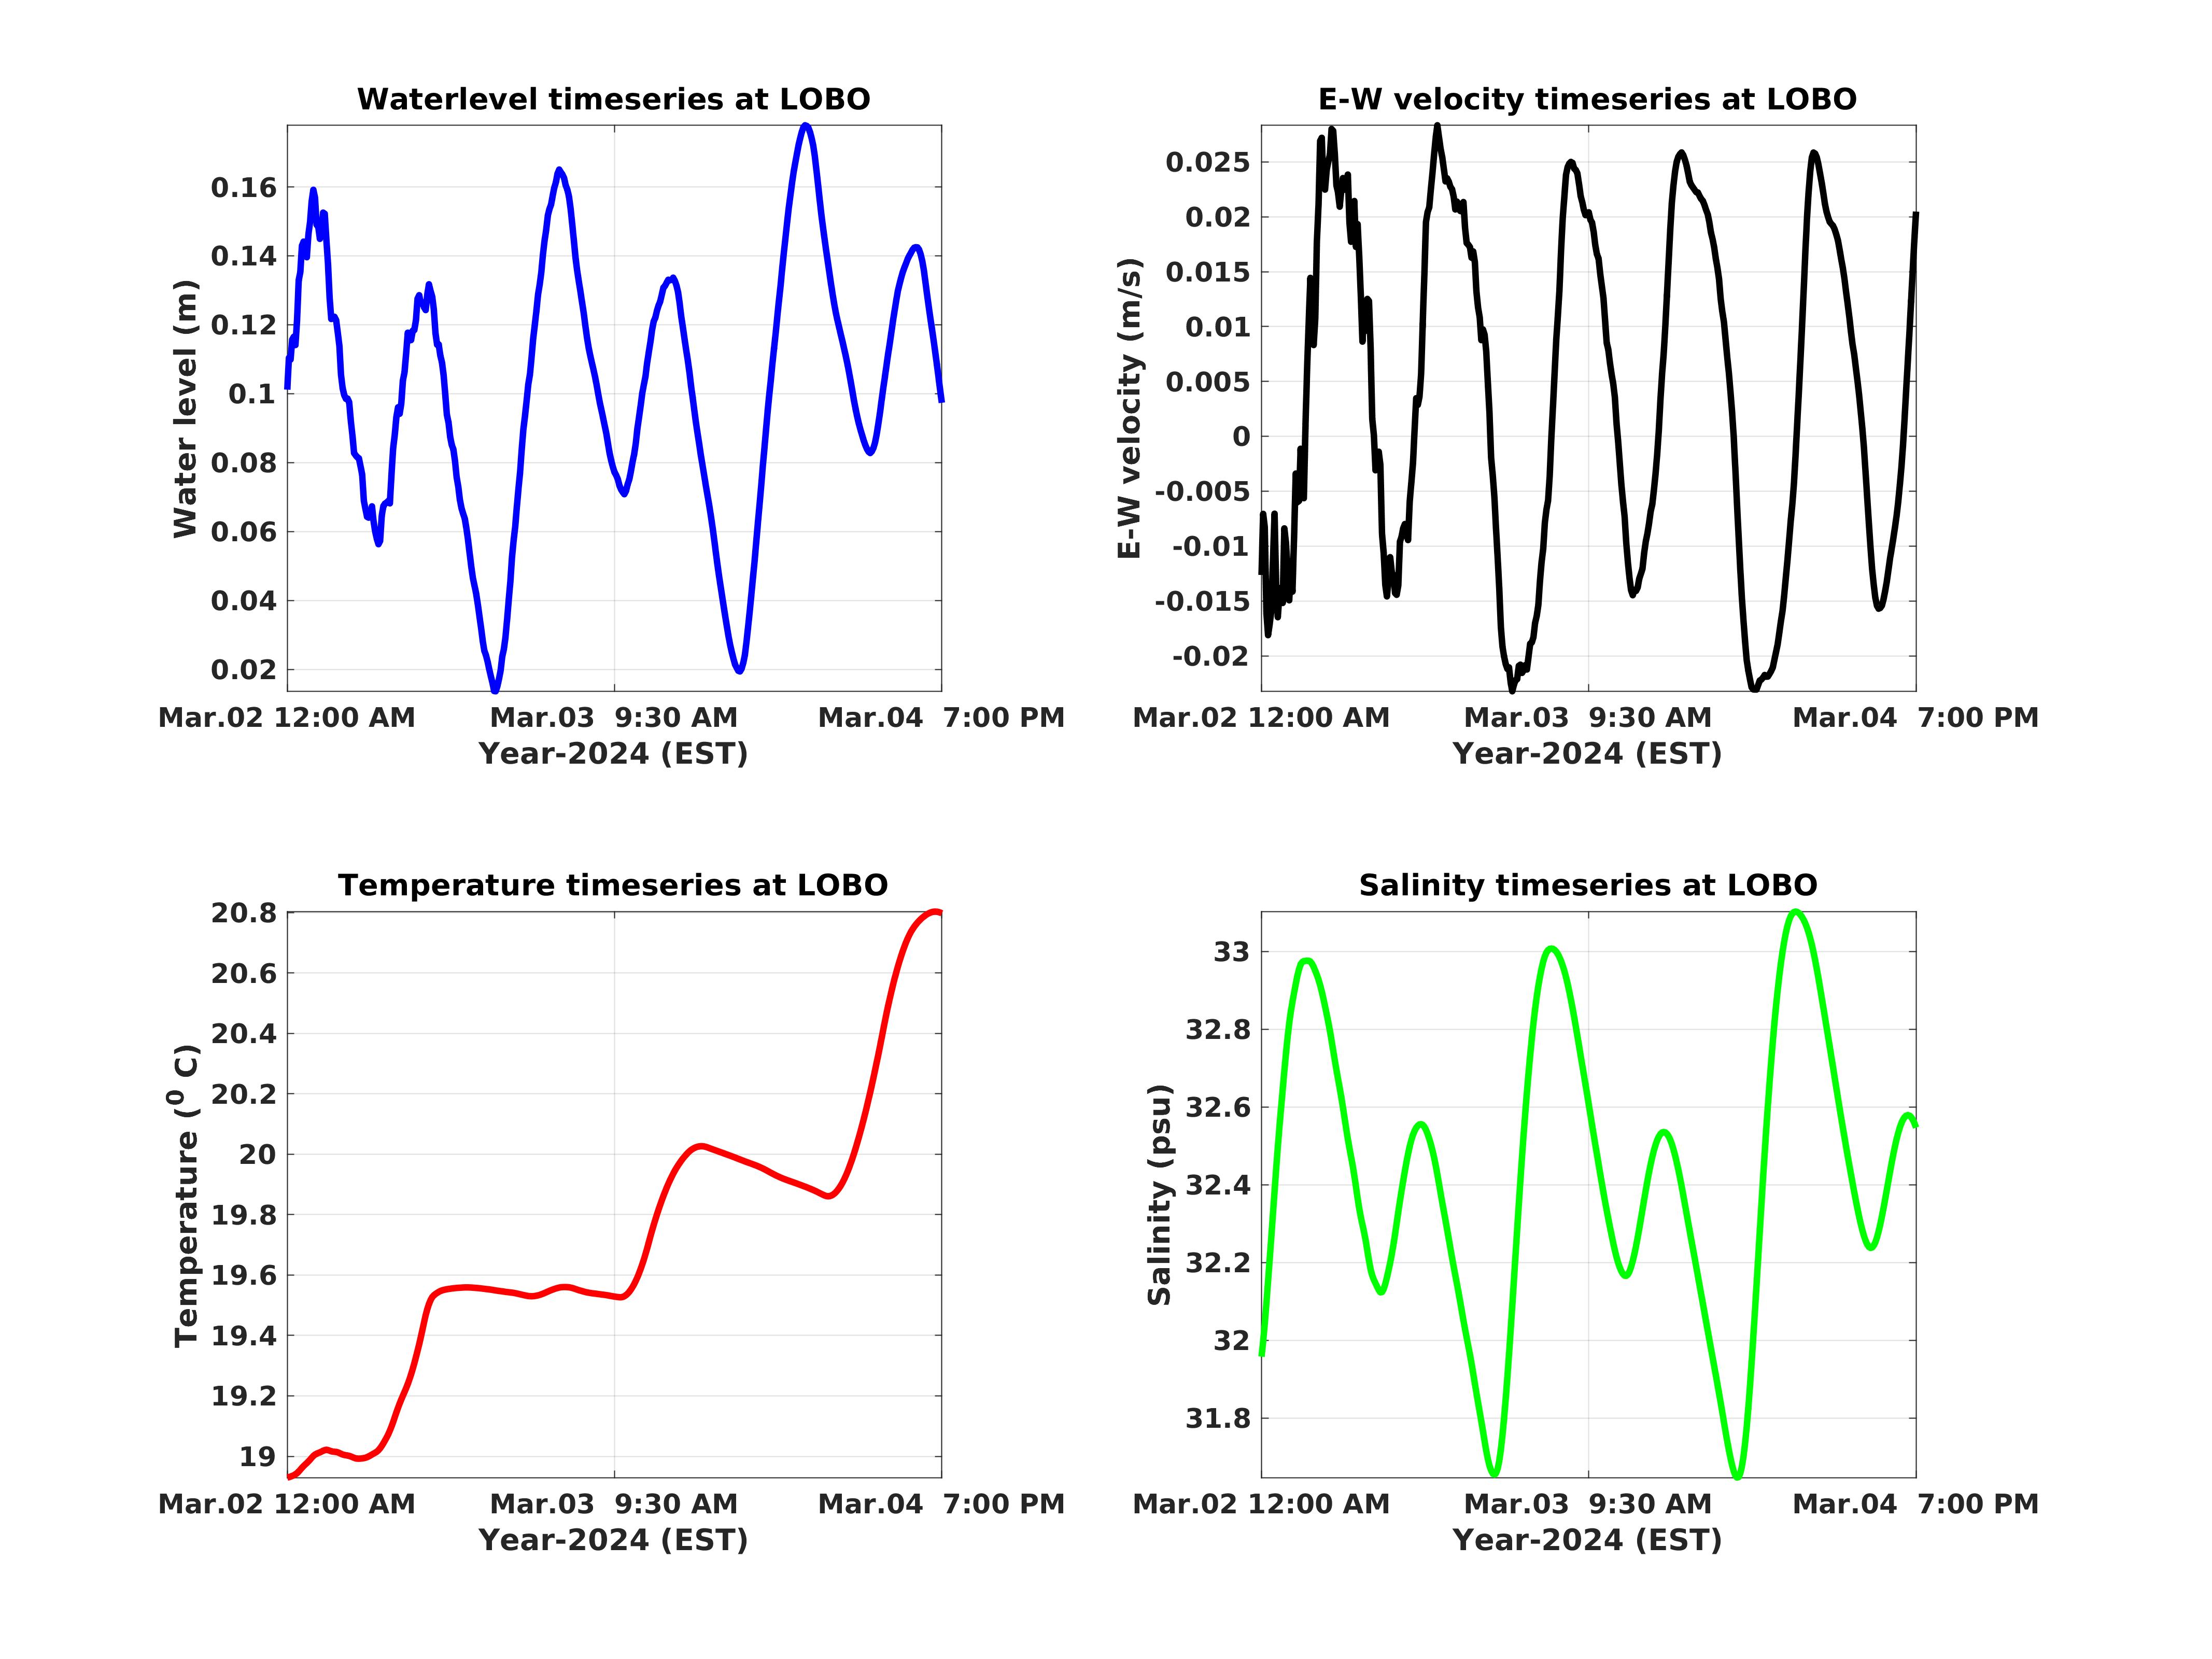 Waterlevel timeseries at LOBO
0.16
0.14
0.12
0.1
0.08
0.06
0.04
0.02
Water level (m)
Mar.02 12:00 AM Mar.03 9:30 AM Mar.04 7:00 PM
Year-2024 (EST)
E-W velocity timeseries at LOBO
0.025
0.02
0.015
0.01
0.005
0
-0.005
-0.01
-0.015
-0.02
E-W velocity (m/s)
Mar.02 12:00 AM Mar.03 9:30 AM Mar.04 7:00 PM
Year-2024 (EST)
Temperature timeseries at LOBO
20.8
20.6
20.4
20.2
20
19.8
19.6
19.4
19.2
19
Temperature (⁰ C)
Mar.02 12:00 AM Mar.03 9:30 AM Mar.04 7:00 PM
Year-2024 (EST)
Salinity timeseries at LOBO
33
32.8
32.6
32.4
32.2
32
31.8
Salinity (psu)
Mar.02 12:00 AM Mar.03 9:30 AM Mar.04 7:00 PM
Year-2024 (EST)